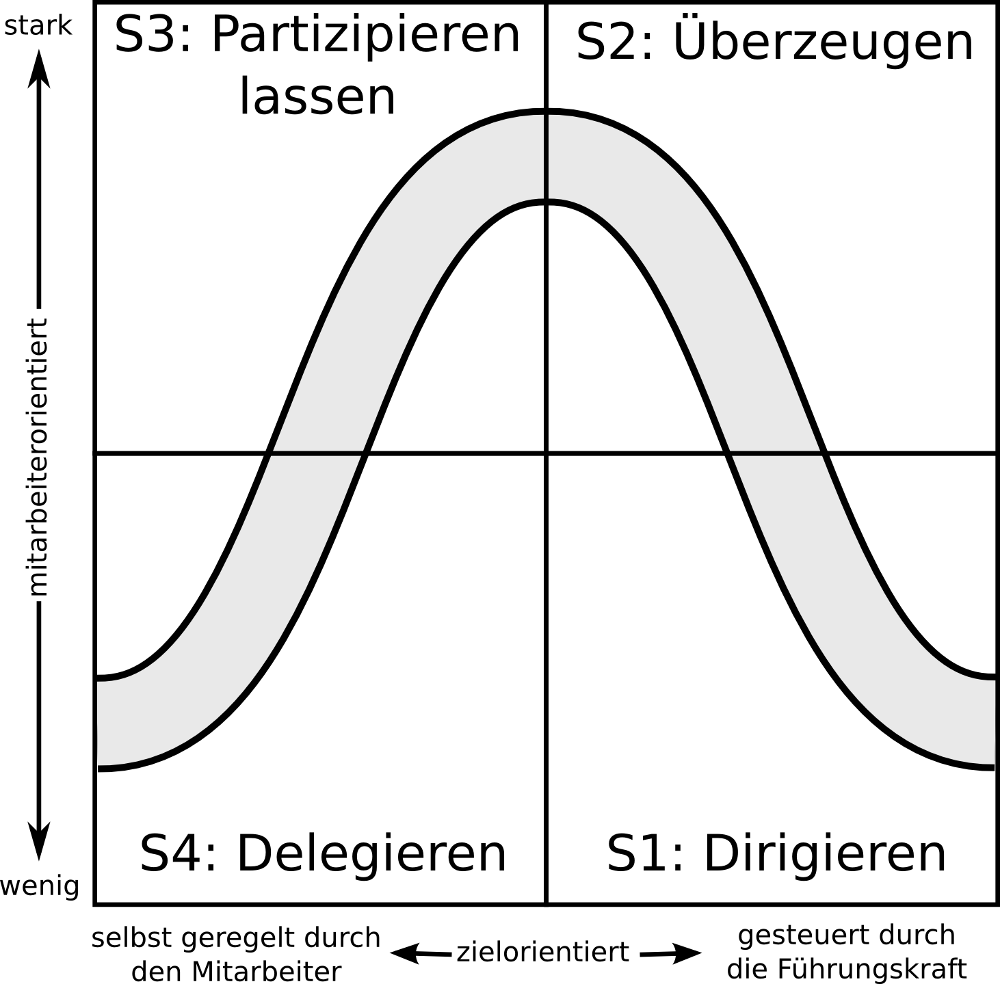 stark
S3: Partizipieren
lassen
S2: Überzeugen
mitarbeiterorientiert
S4: Delegieren
S1: Dirigieren
wenig
selbst geregelt durch
den Mitarbeiter
zielorientiert
gesteuert durch
die Führungskraft